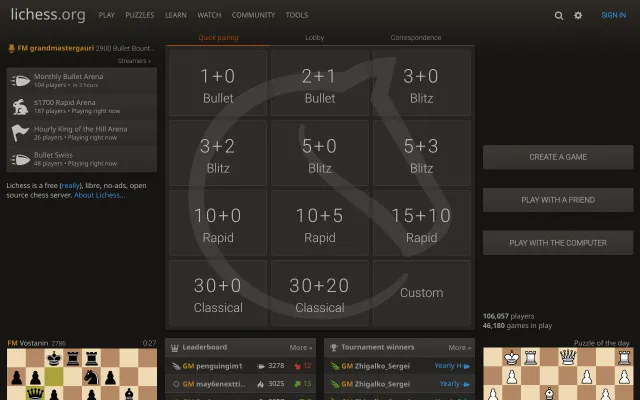 lichess.org PLAY PUZZLES LEARN WATCH COMMUNITY TOOLS SIGN IN
FM grandmastergauri 2900 Bullet Bount...
Streamers »
Monthly Bullet Arena
104 players • in 3 hours
≤1700 Rapid Arena
187 players • Playing right now
Hourly King of the Hill Arena
26 players • Playing right now
Bullet Swiss
48 players • Playing right now
Lichess is a free (really), libre, no-ads, open
source chess server. About Lichess...
Quick pairing Lobby Correspondence
1+0 2+1 3+0
Bullet Bullet Blitz
3+2 5+0 5+3
Blitz Blitz Blitz
10+0 10+5 15+10
Rapid Rapid Rapid
30+0 30+20 Custom
Classical Classical
CREATE A GAME
PLAY WITH A FRIEND
PLAY WITH THE COMPUTER
106,057 players
46,180 games in play
FM Vostanin 2786 0:27
Leaderboard More »
GM penguingim1 3278 12
GM may6enextti... 3025 13
Tournament winners More »
GM Zhigalko_Sergei Yearly H
GM Zhigalko_Sergei Yearly
Puzzle of the day